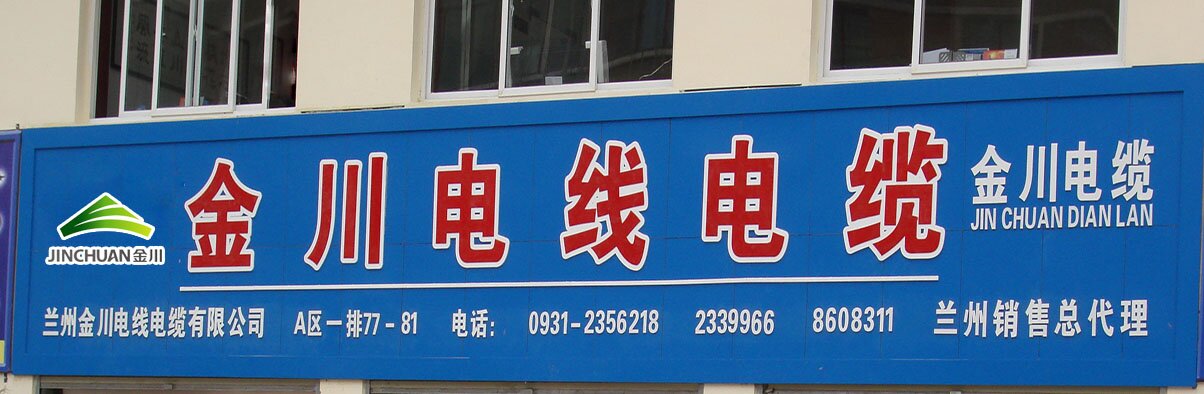 金川电线电缆
金川电缆
JIN CHUAN DIAN LAN
JINCHUAN金川
兰州金川电线电缆有限公司 A区一排77-81 电话: 0931-2356218 2339966 8608311 兰州销售总代理